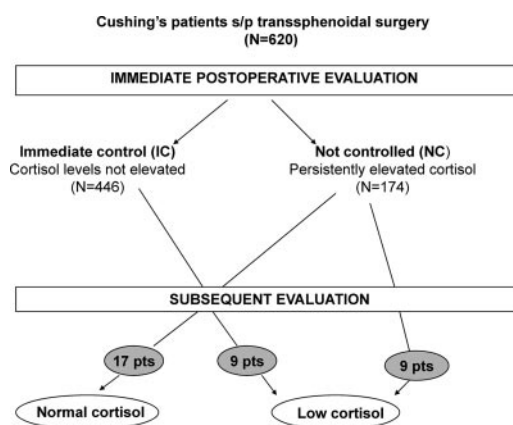 Cushing's patients s/p transsphenoidal surgery
(N=620)
IMMEDIATE POSTOPERATIVE EVALUATION
Immediate control (IC)
Cortisol levels not elevated
(N=446)
Not controlled (NC)
Persistently elevated cortisol
(N=174)
SUBSEQUENT EVALUATION
17 pts
9 pts
9 pts
Normal cortisol
Low cortisol